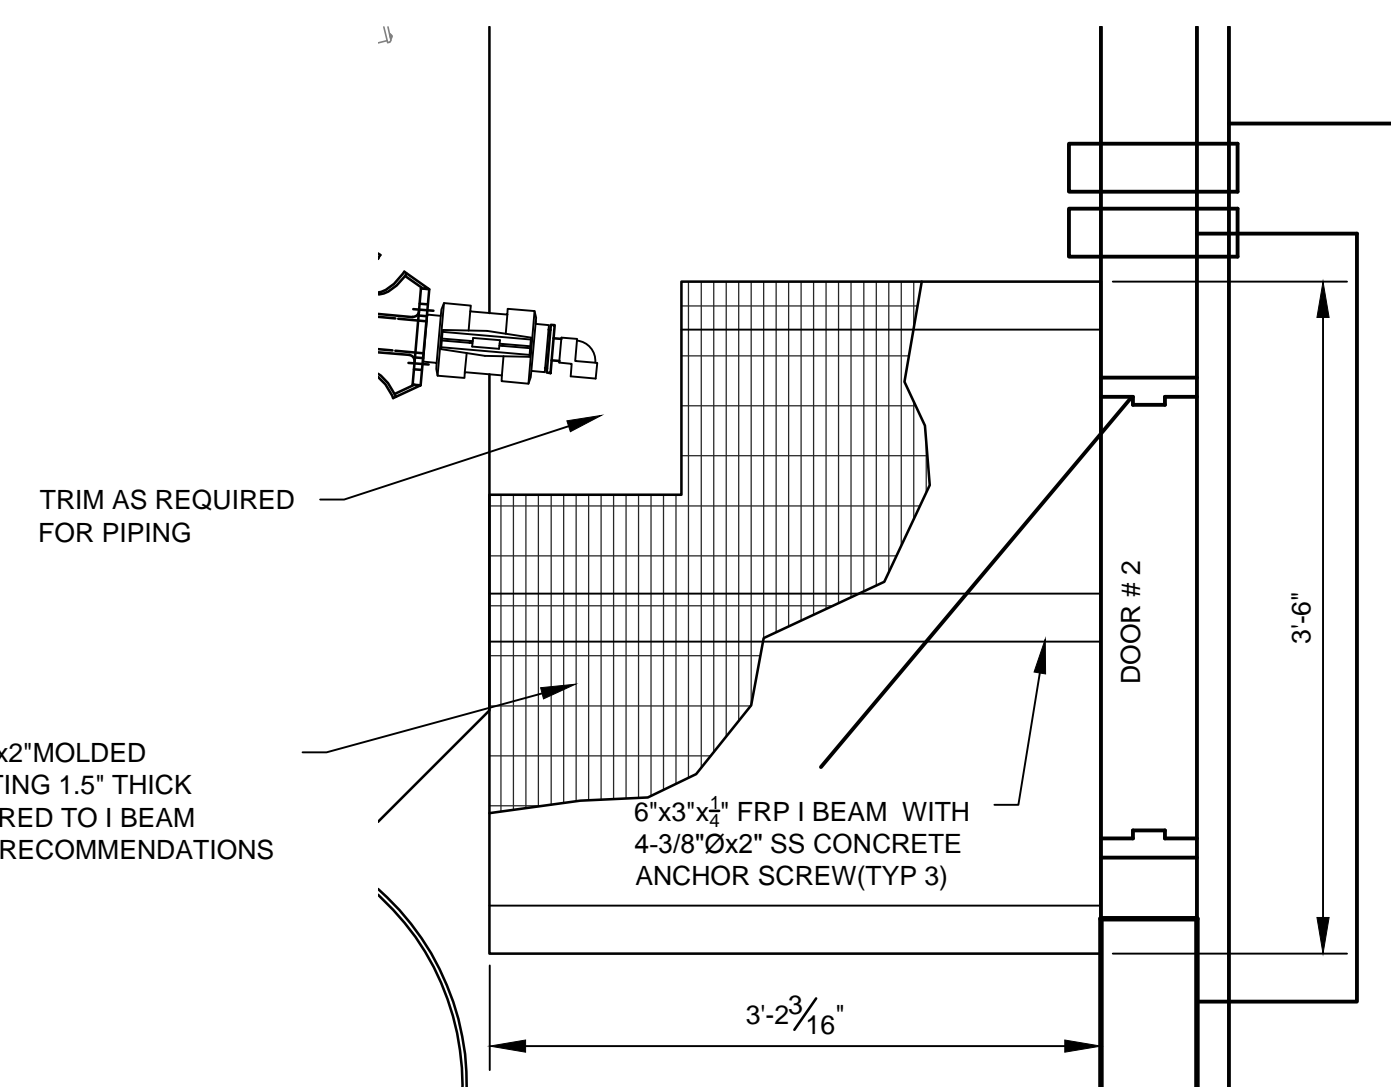 TRIM AS REQUIRED
FOR PIPING
x2"MOLDED
TING 1.5" THICK
RED TO I BEAM
RECOMMENDATIONS
6"x3"x1/4" FRP I BEAM WITH
4-3/8"Øx2" SS CONCRETE
ANCHOR SCREW(TYP 3)
DOOR # 2
3'-6"
3'-2 3/16"